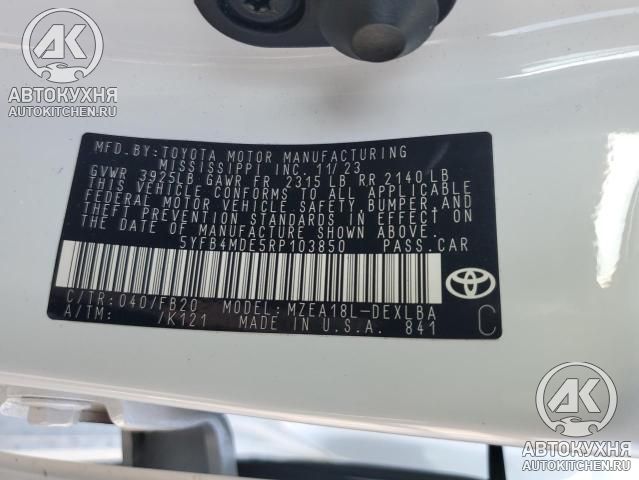 АК
АВТОКУХНЯ
AUTOKITCHEN.RU
MFD.BY:TOYOTA MOTOR MANUFACTURING
MISSISSIPPI INC. 11/23
GVWR 3925LB GAWR FR 2315 LB RR 2140 LB
THIS VEHICLE CONFORMS TO ALL APPLICABLE
FEDERAL MOTOR VEHICLE SAFETY,BUMPER,AND
THEFT PREVENTION STANDARDS IN EFFECT ON
THE DATE OF MANUFACTURE SHOWN ABOVE.
5YFB4MDE5RP103850 PASS.CAR
C/TR:040/FB20 MODEL:MZEA18L-DEXLBA
A/TM: /K121 MADE IN U.S.A. 841
C
АК
АВТОКУХНЯ
AUTOKITCHEN.RU